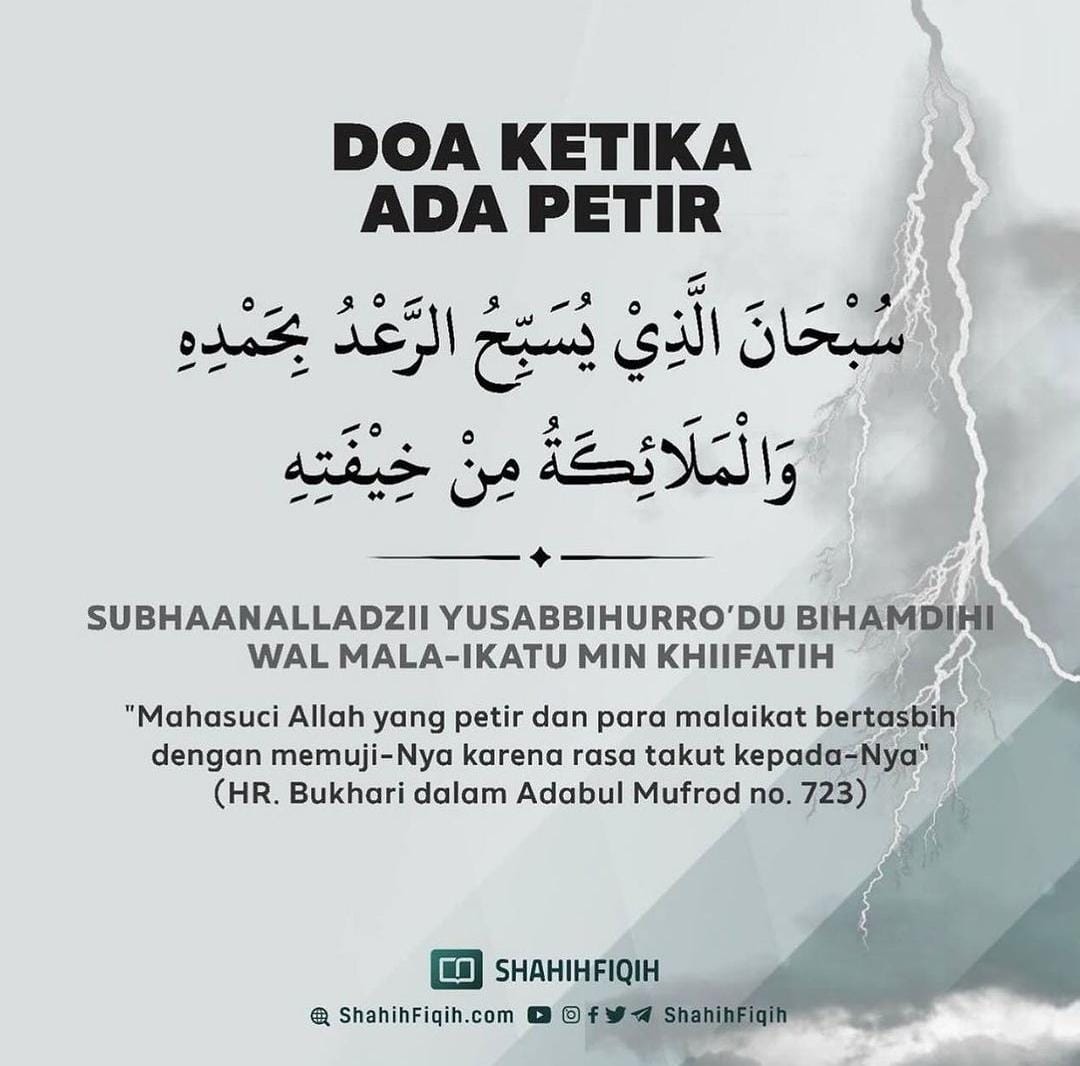 DOA KETIKA
ADA PETIR
سُبْحَانَ الَّذِيْ يُسَبِّحُ الرَّعْدُ بِحَمْدِهِ
وَالْمَلَائِكَةُ مِنْ خِيْفَتِهِ
SUBHAANALLADZII YUSABBIHURRO'DU BIHAMDIHI
WAL MALA-IKATU MIN KHIIFATIH
"Mahasuci Allah yang petir dan para malaikat bertasbih
dengan memuji-Nya karena rasa takut kepada-Nya"
(HR. Bukhari dalam Adabul Mufrod no. 723)
SHAHIHFIQIH
ShahihFiqih.com ShahihFiqih